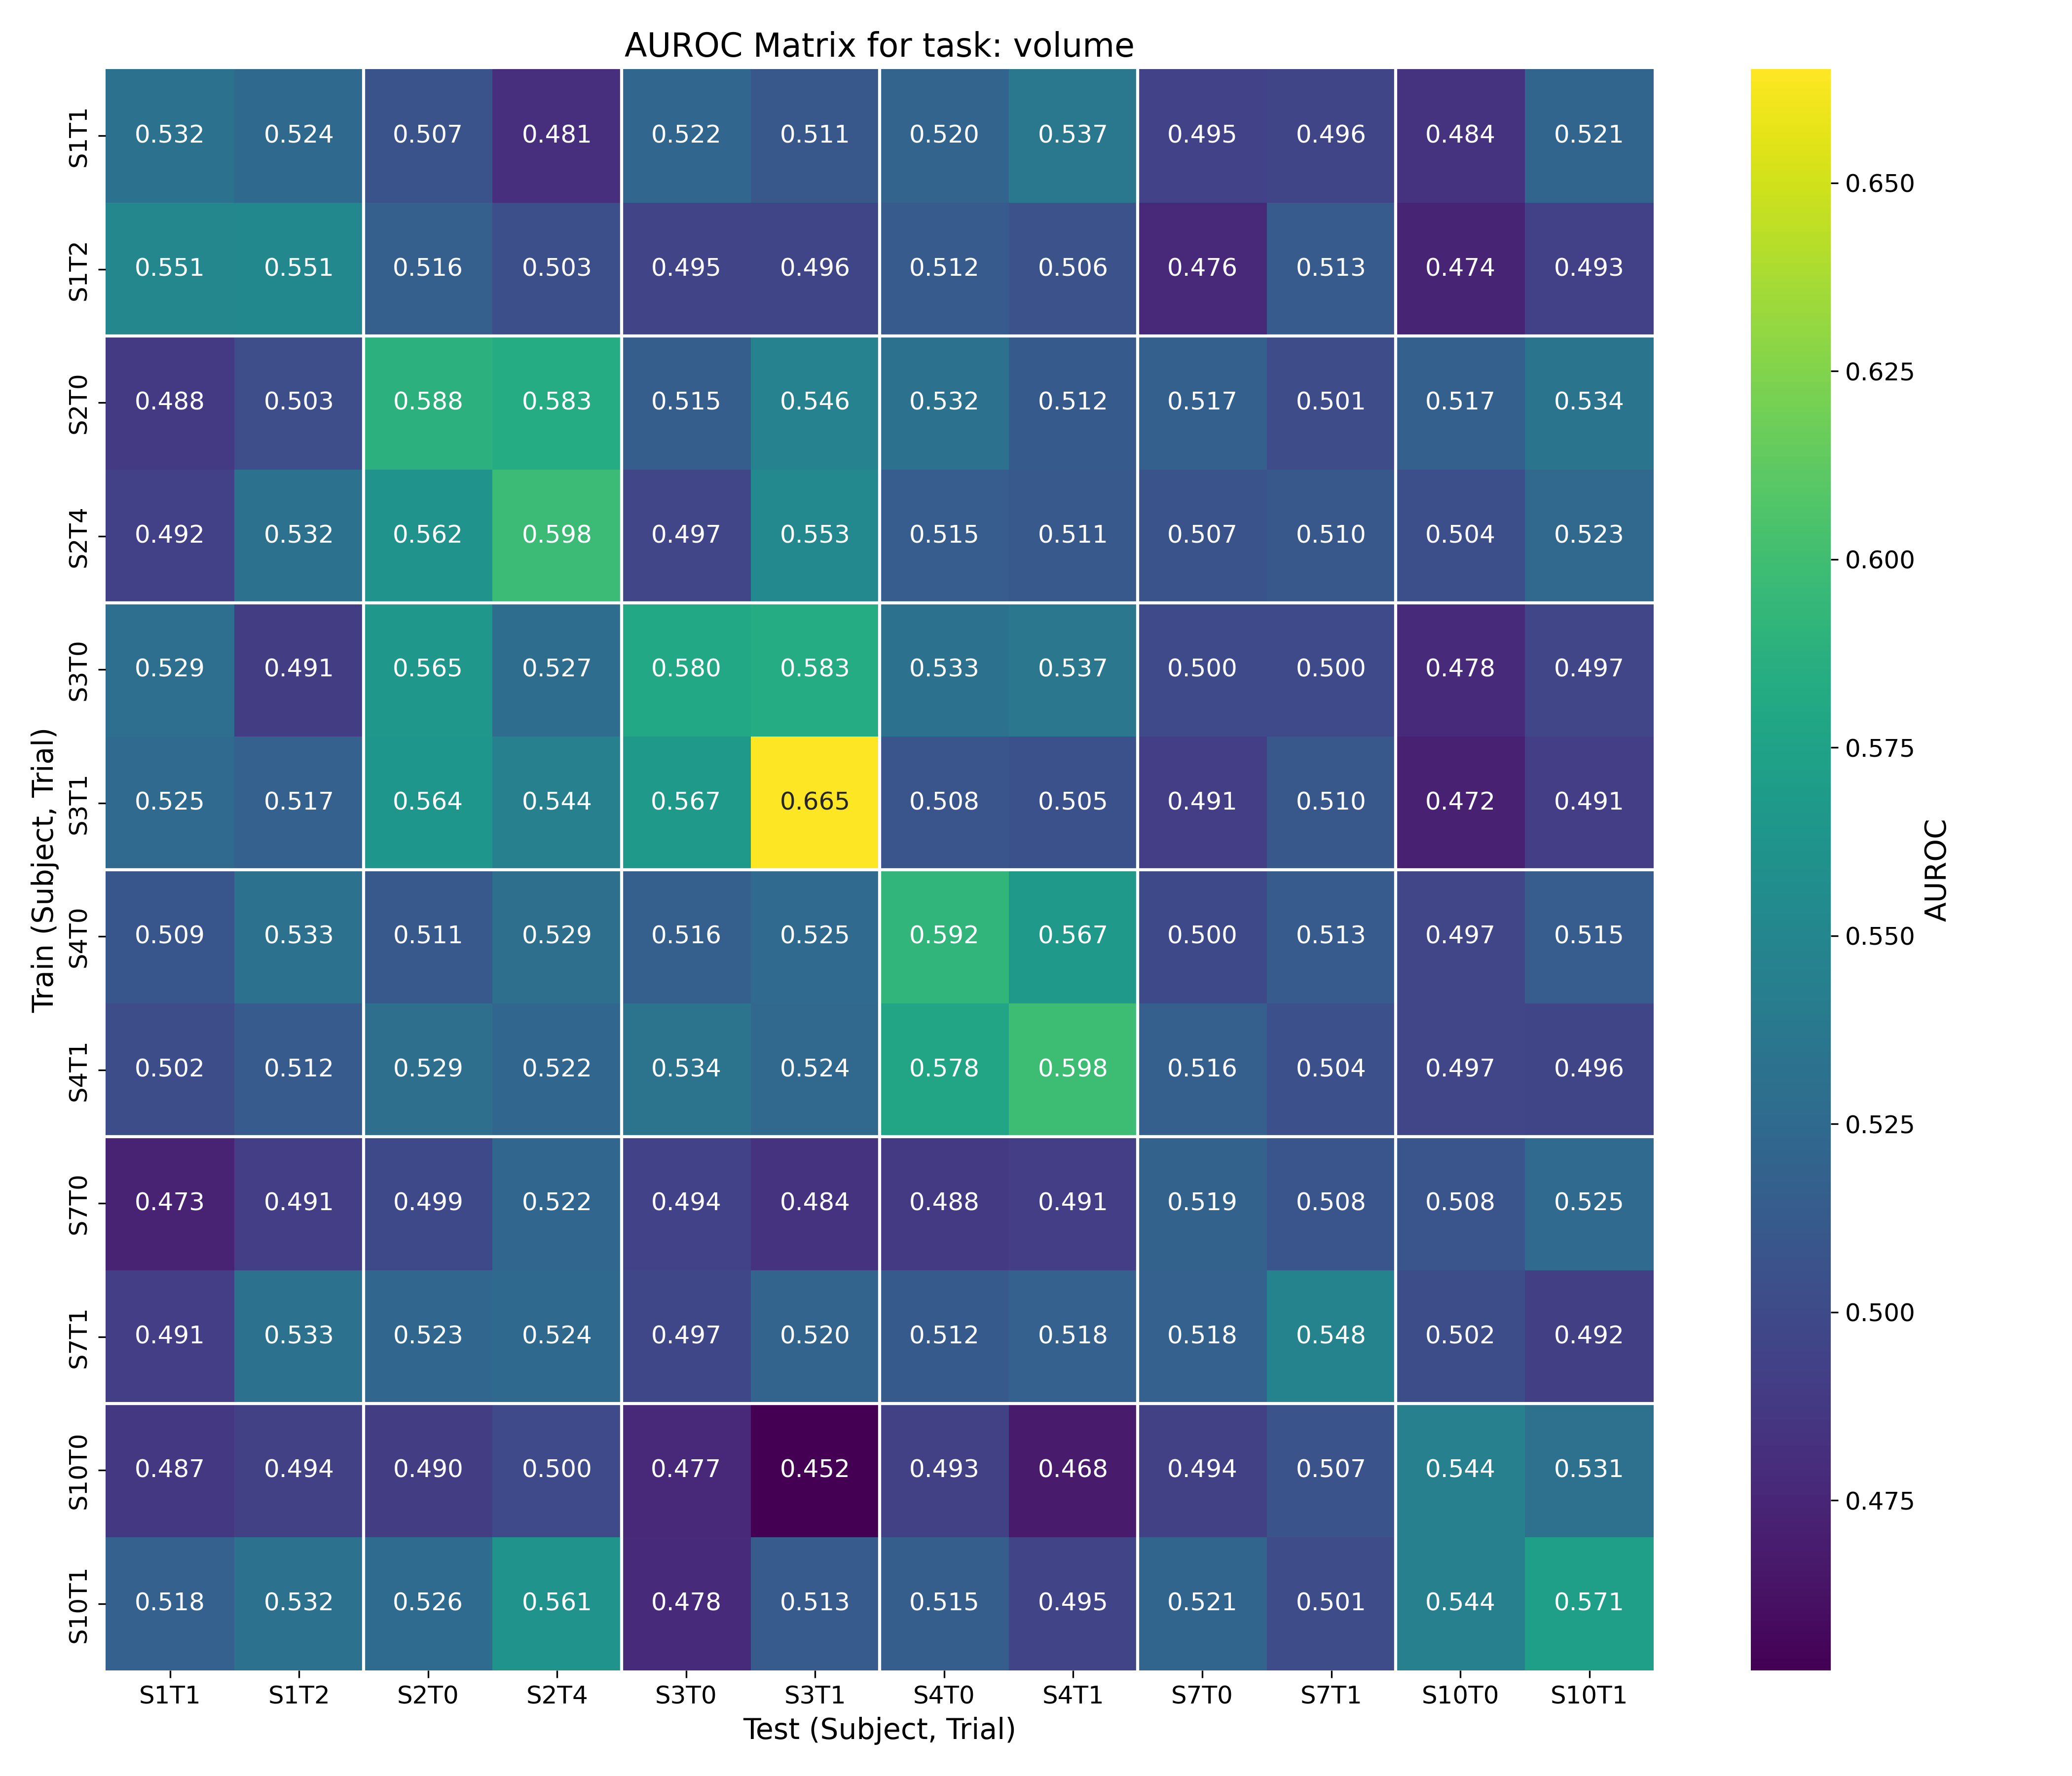 AUROC Matrix for task: volume
S1T1 0.532 0.524 0.507 0.481 0.522 0.511 0.520 0.537 0.495 0.496 0.484 0.521
S1T2 0.551 0.551 0.516 0.503 0.495 0.496 0.512 0.506 0.476 0.513 0.474 0.493
S2T0 0.488 0.503 0.588 0.583 0.515 0.546 0.532 0.512 0.517 0.501 0.517 0.534
S2T4 0.492 0.532 0.562 0.598 0.497 0.553 0.515 0.511 0.507 0.510 0.504 0.523
S3T0 0.529 0.491 0.565 0.527 0.580 0.583 0.533 0.537 0.500 0.500 0.478 0.497
S3T1 0.525 0.517 0.564 0.544 0.567 0.665 0.508 0.505 0.491 0.510 0.472 0.491
S4T0 0.509 0.533 0.511 0.529 0.516 0.525 0.592 0.567 0.500 0.513 0.497 0.515
S4T1 0.502 0.512 0.529 0.522 0.534 0.524 0.578 0.598 0.516 0.504 0.497 0.496
S7T0 0.473 0.491 0.499 0.522 0.494 0.484 0.488 0.491 0.519 0.508 0.508 0.525
S7T1 0.491 0.533 0.523 0.524 0.497 0.520 0.512 0.518 0.518 0.548 0.502 0.492
S10T0 0.487 0.494 0.490 0.500 0.477 0.452 0.493 0.468 0.494 0.507 0.544 0.531
S10T1 0.518 0.532 0.526 0.561 0.478 0.513 0.515 0.495 0.521 0.501 0.544 0.571
S1T1 S1T2 S2T0 S2T4 S3T0 S3T1 S4T0 S4T1 S7T0 S7T1 S10T0 S10T1
Test (Subject, Trial)
Train (Subject, Trial)
0.650
0.625
0.600
0.575
0.550
0.525
0.500
0.475
AUROC